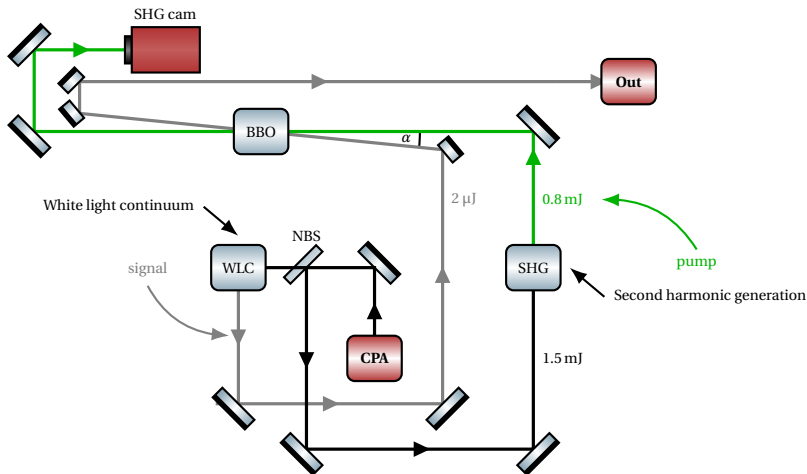 SHG cam
Out
BBO
α
2 µJ
0.8 mJ
White light continuum
NBS
pump
signal
WLC
SHG
Second harmonic generation
CPA
1.5 mJ